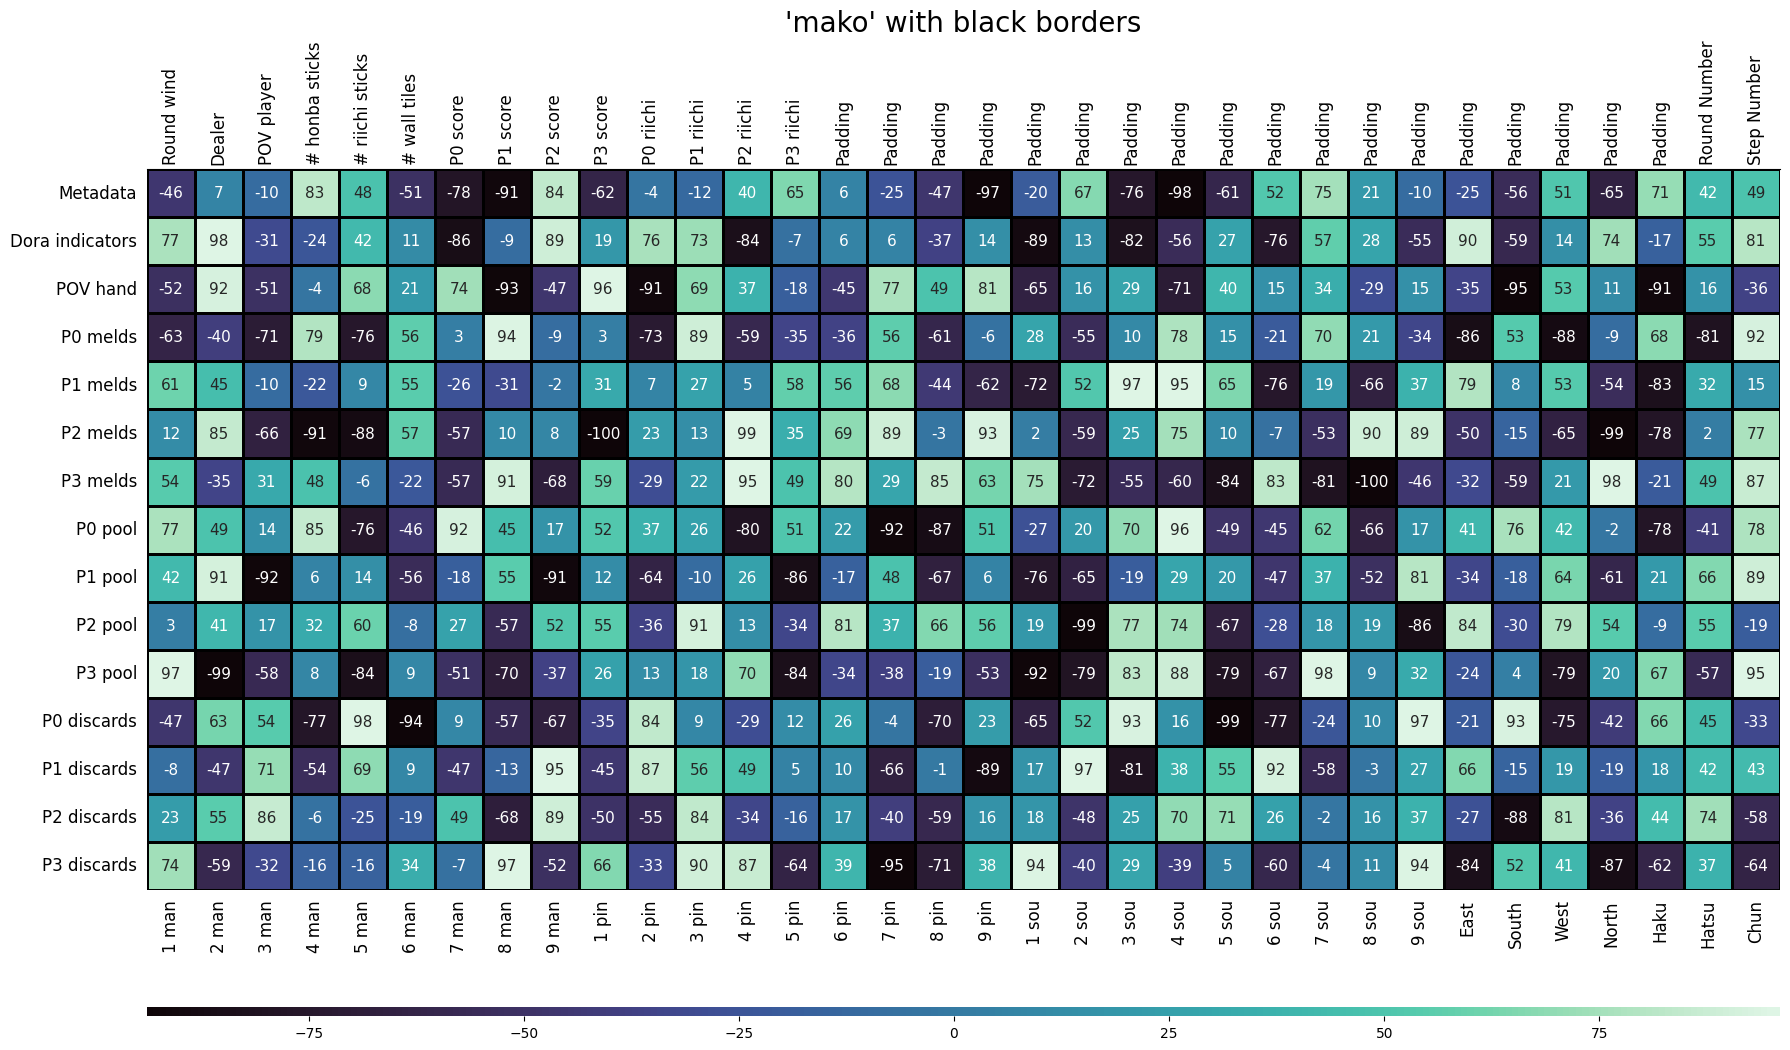 'mako' with black borders
Round wind Dealer POV player # honba sticks # riichi sticks # wall tiles P0 score P1 score P2 score P3 score P0 riichi P1 riichi P2 riichi P3 riichi Padding Padding Padding Padding Padding Padding Padding Padding Padding Padding Padding Padding Padding Padding Padding Padding Padding Padding Round Number Step Number
Metadata -46 7 -10 83 48 -51 -78 -91 84 -62 -4 -12 40 65 6 -25 -47 -97 -20 67 -76 -98 -61 52 75 21 -10 -25 -56 51 -65 71 42 49
Dora indicators 77 98 -31 -24 42 11 -86 -9 89 19 76 73 -84 -7 6 6 -37 14 -89 13 -82 -56 27 -76 57 28 -55 90 -59 14 74 -17 55 81
POV hand -52 92 -51 -4 68 21 74 -93 -47 96 -91 69 37 -18 -45 77 49 81 -65 16 29 -71 40 15 34 -29 15 -35 -95 53 11 -91 16 -36
P0 melds -63 -40 -71 79 -76 56 3 94 -9 3 -73 89 -59 -35 -36 56 -61 -6 28 -55 10 78 15 -21 70 21 -34 -86 53 -88 -9 68 -81 92
P1 melds 61 45 -10 -22 9 55 -26 -31 -2 31 7 27 5 58 56 68 -44 -62 -72 52 97 95 65 -76 19 -66 37 79 8 53 -54 -83 32 15
P2 melds 12 85 -66 -91 -88 57 -57 10 8 -100 23 13 99 35 69 89 -3 93 2 -59 25 75 10 -7 -53 90 89 -50 -15 -65 -99 -78 2 77
P3 melds 54 -35 31 48 -6 -22 -57 91 -68 59 -29 22 95 49 80 29 85 63 75 -72 -55 -60 -84 83 -81 -100 -46 -32 -59 21 98 -21 49 87
P0 pool 77 49 14 85 -76 -46 92 45 17 52 37 26 -80 51 22 -92 -87 51 -27 20 70 96 -49 -45 62 -66 17 41 76 42 -2 -78 -41 78
P1 pool 42 91 -92 6 14 -56 -18 55 -91 12 -64 -10 26 -86 -17 48 -67 6 -76 -65 -19 29 20 -47 37 -52 81 -34 -18 64 -61 21 66 89
P2 pool 3 41 17 32 60 -8 27 -57 52 55 -36 91 13 -34 81 37 66 56 19 -99 77 74 -67 -28 18 19 -86 84 -30 79 54 -9 55 -19
P3 pool 97 -99 -58 8 -84 9 -51 -70 -37 26 13 18 70 -84 -34 -38 -19 -53 -92 -79 83 88 -79 -67 98 9 32 -24 4 -79 20 67 -57 95
P0 discards -47 63 54 -77 98 -94 9 -57 -67 -35 84 9 -29 12 26 -4 -70 23 -65 52 93 16 -99 -77 -24 10 97 -21 93 -75 -42 66 45 -33
P1 discards -8 -47 71 -54 69 9 -47 -13 95 -45 87 56 49 5 10 -66 -1 -89 17 97 -81 38 55 92 -58 -3 27 66 -15 19 -19 18 42 43
P2 discards 23 55 86 -6 -25 -19 49 -68 89 -50 -55 84 -34 -16 17 -40 -59 16 18 -48 25 70 71 26 -2 16 37 -27 -88 81 -36 44 74 -58
P3 discards 74 -59 -32 -16 -16 34 -7 97 -52 66 -33 90 87 -64 39 -95 -71 38 94 -40 29 -39 5 -60 -4 11 94 -84 52 41 -87 -62 37 -64
1 man 2 man 3 man 4 man 5 man 6 man 7 man 8 man 9 man 1 pin 2 pin 3 pin 4 pin 5 pin 6 pin 7 pin 8 pin 9 pin 1 sou 2 sou 3 sou 4 sou 5 sou 6 sou 7 sou 8 sou 9 sou East South West North Haku Hatsu Chun
−75 −50 −25 0 25 50 75